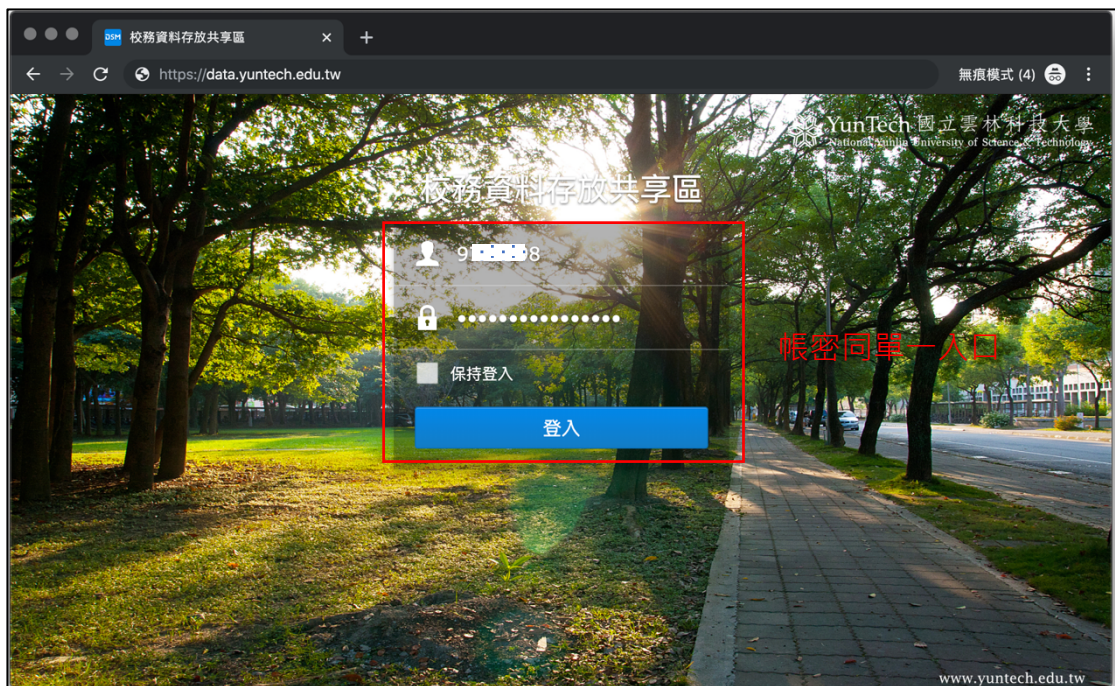 DSM 校務資料存放共享區
https://data.yuntech.edu.tw
無痕模式 (4)
YunTech 國立雲林科技大學
National Yunlin University of Science & Technology
校務資料存放共享區
9 98
保持登入
帳密同單一入口
登入
www.yuntech.edu.tw